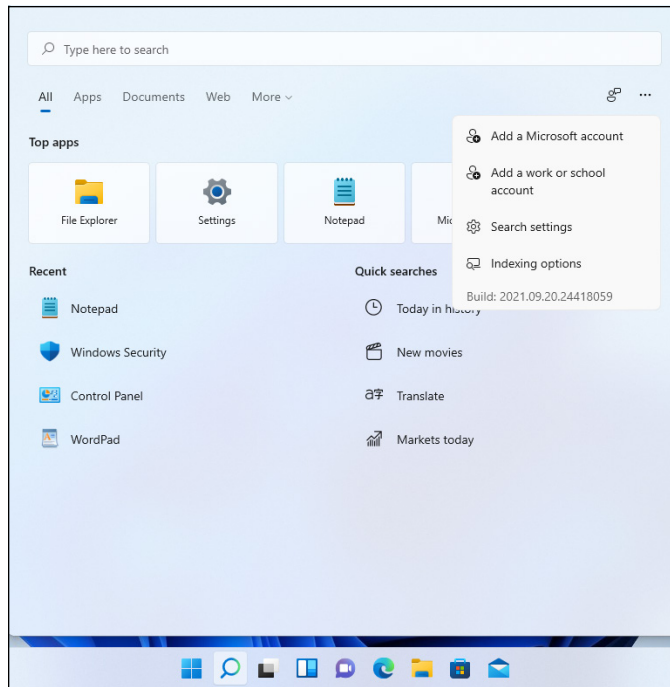 Type here to search
All Apps Documents Web More
Add a Microsoft account
Add a work or school
account
Search settings
Indexing options
Build: 2021.09.20.24418059
Top apps
File Explorer Settings Notepad
Recent
Notepad
Windows Security
Control Panel
WordPad
Quick searches
Today in history
New movies
a字 Translate
Markets today